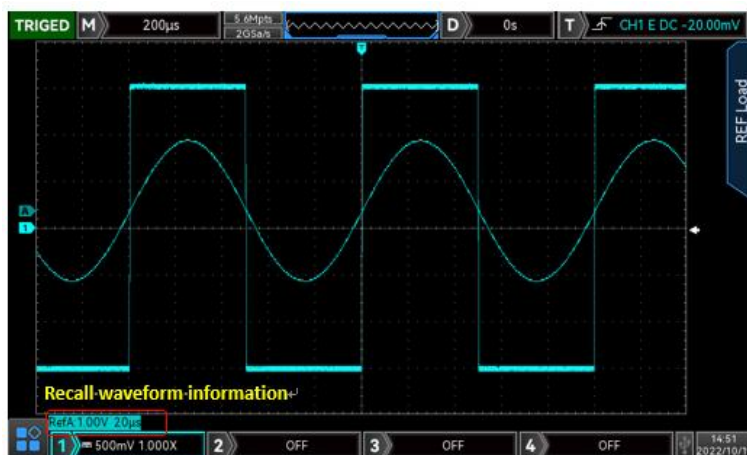 TRIGED M 200μs 5.6Mpts D 0s T CH1 E DC -20.00mV
2GSa/s
T
REF Load
A
1
Recall·waveform·information↵
RefA:1.00V 20μs
1 500mV 1.000X 2 OFF 3 OFF 4 OFF 14:51